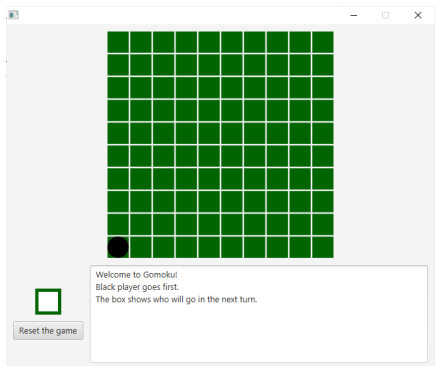 Welcome to Gomoku!
Black player goes first.
The box shows who will go in the next turn.
Reset the game